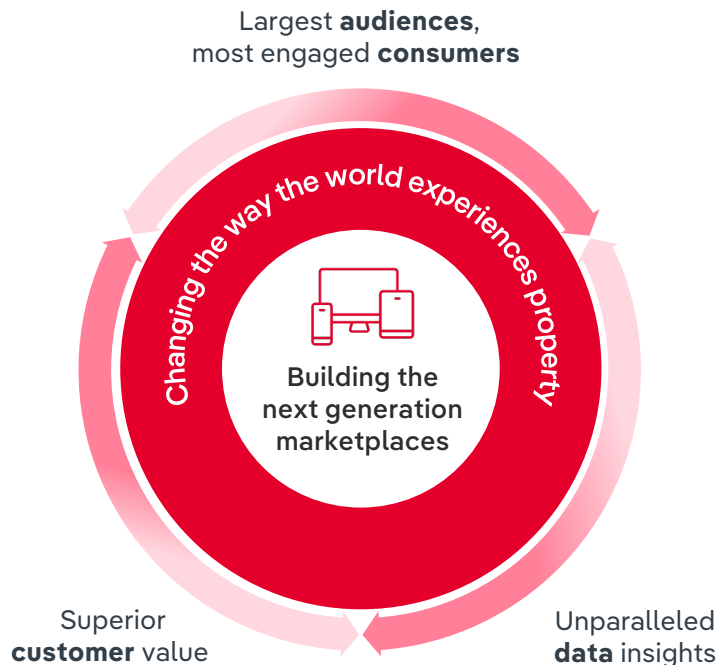 Largest audiences,
most engaged consumers
Changing the way the world experiences property
Building the
next generation
marketplaces
Superior
customer value
Unparalleled
data insights